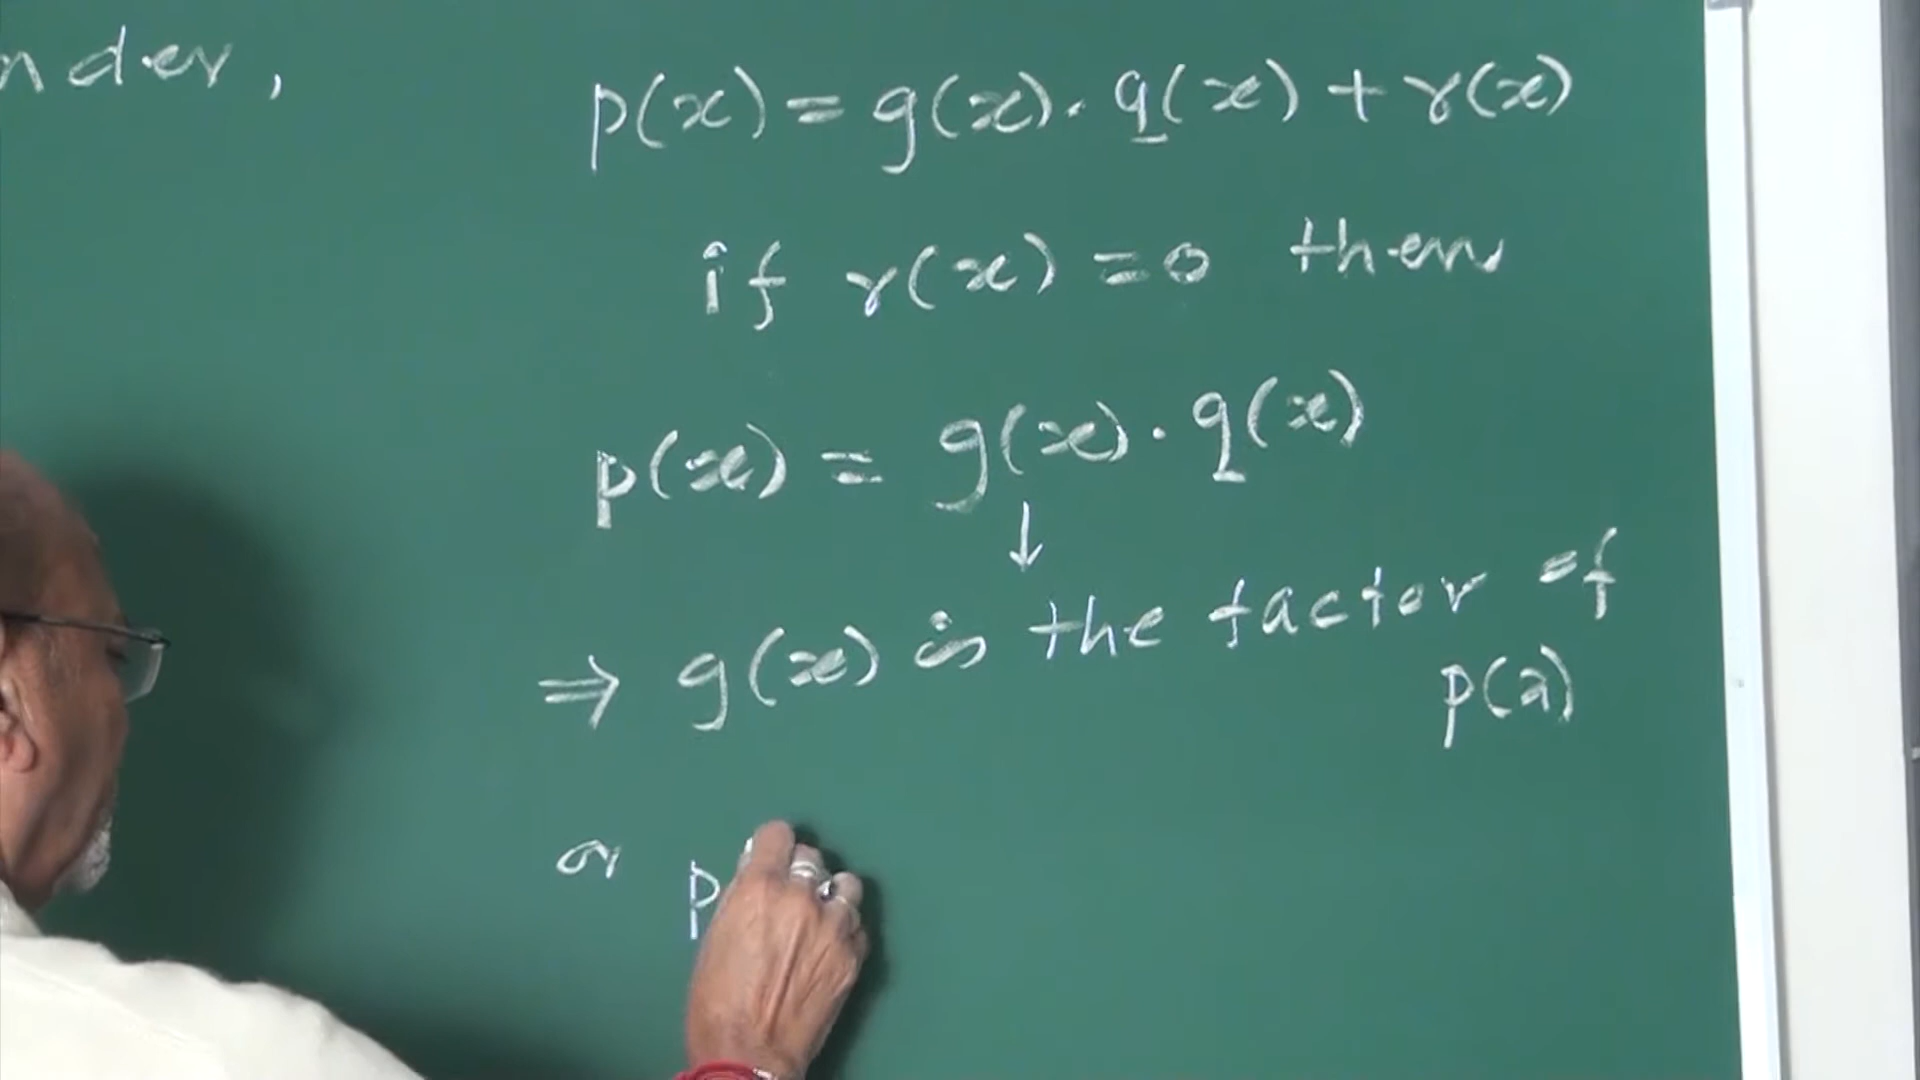 nder,
p(x) = g(x). q(x) + r(x)
if r(x) = 0 then
p(x) = g(x) · q(x)
↓
⇒ g(x) is the factor of
p(x)
or p